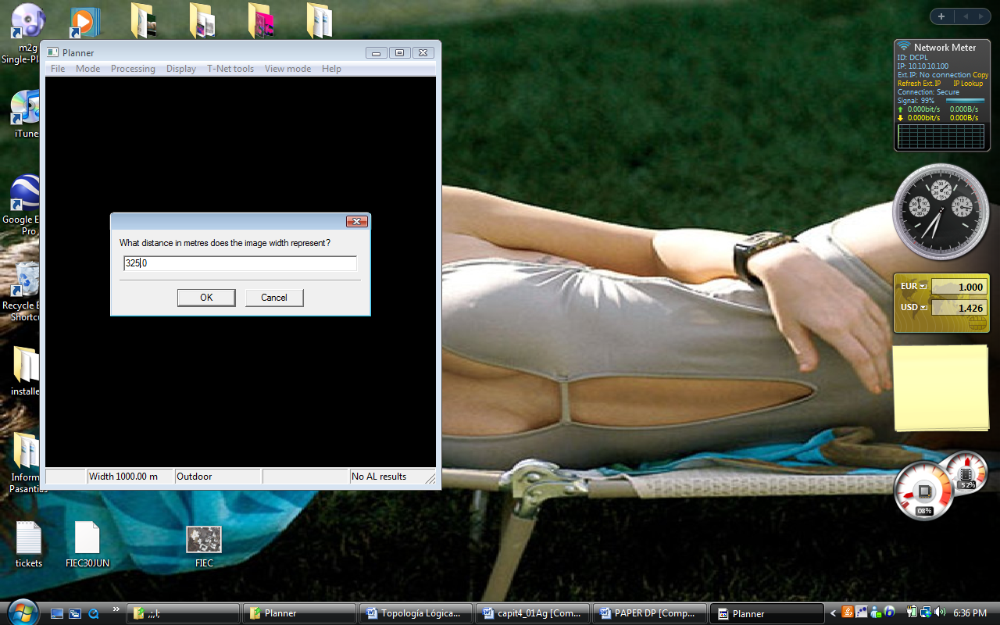 m2g
Single-Pl
iTune
Google E
Pro
Recycle B
Shortc
installe
Inform
Pasantía
tickets
FIEC30JUN
FIEC
Planner
File Mode Processing Display T-Net tools View mode Help
What distance in metres does the image width represent?
325.0
OK Cancel
Width 1000.00 m Outdoor No AL results
Network Meter
ID: DCPL
IP: 10.10.10.100
Ext. IP: No connection Copy
Refresh Ext. IP IP Lookup
Connection: Secure
Signal: 99%
0.000bit/s 0.000B/s
0.000bit/s 0.000B/s
EUR 1.000
USD 1.426
52%
08%
Planner Topología Lógica... capit4_01Ag [Com... PAPER DP [Comp... Planner 6:36 PM